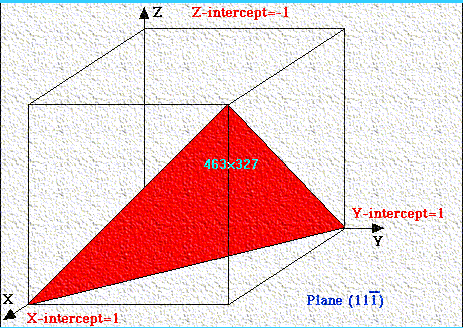 Z
Z-intercept=-1
463x327
Y-intercept=1
Y
X
Plane (111̅)
X-intercept=1